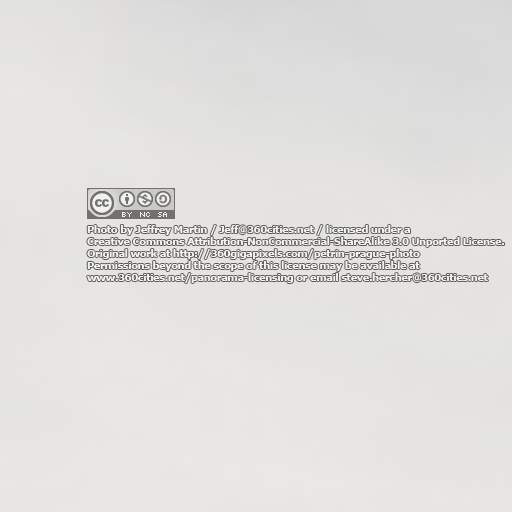 cc
BY NC SA
Photo by Jeffrey Martin / Jeff@360cities.net / licensed under a
Creative Commons Attribution-NonCommercial-ShareAlike 3.0 Unported License.
Original work at http://360gigapixels.com/petrin-prague-photo
Permissions beyond the scope of this license may be available at
www.360cities.net/panorama-licensing or email steve.hercher@360cities.net